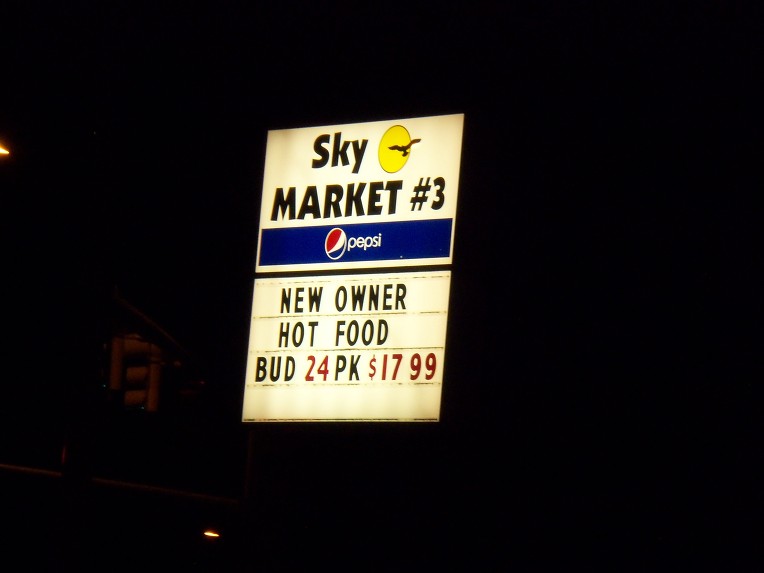 Sky
MARKET #3
pepsi
NEW OWNER
HOT FOOD
BUD 24 PK $17 99